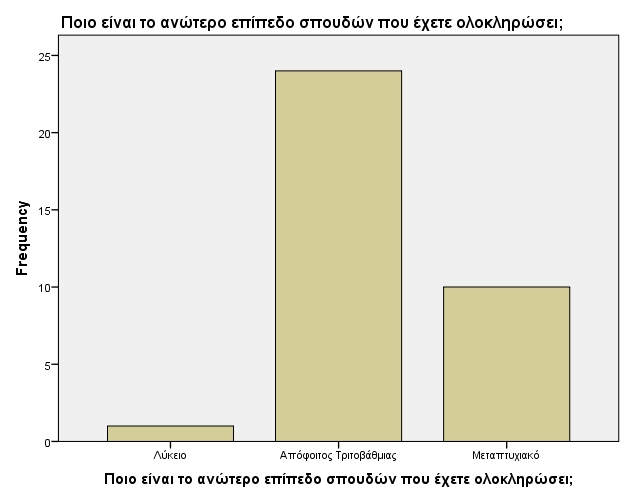 Ποιο είναι το ανώτερο επίπεδο σπουδών που έχετε ολοκληρώσει;
25
20
15
10
5
0
Frequency
Λύκειο
Απόφοιτος Τριτοβάθμιας
Μεταπτυχιακό
Ποιο είναι το ανώτερο επίπεδο σπουδών που έχετε ολοκληρώσει;